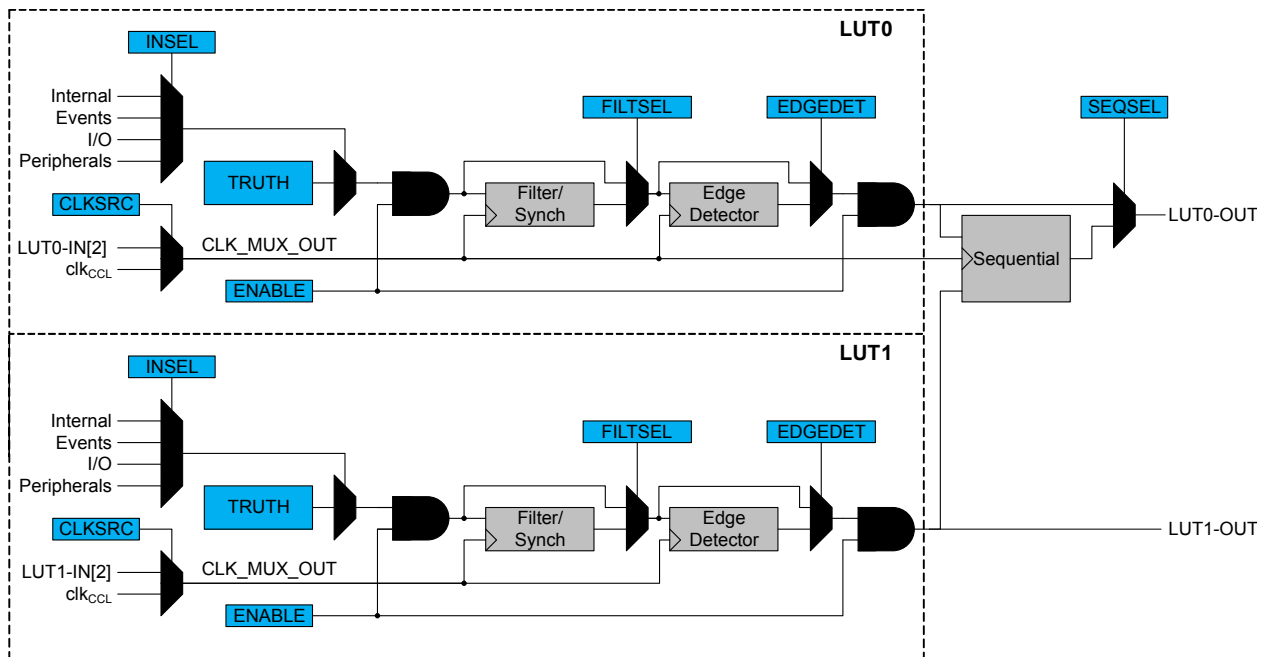 LUT0
INSEL
Internal
Events
I/O
Peripherals
FILTSEL
EDGEDET
SEQSEL
TRUTH
Filter/
Synch
Edge
Detector
CLKSRC
LUT0-IN[2]
clkCCL
CLK_MUX_OUT
ENABLE
Sequential
LUT0-OUT
LUT1
INSEL
Internal
Events
I/O
Peripherals
FILTSEL
EDGEDET
TRUTH
Filter/
Synch
Edge
Detector
CLKSRC
LUT1-IN[2]
clkCCL
CLK_MUX_OUT
ENABLE
LUT1-OUT